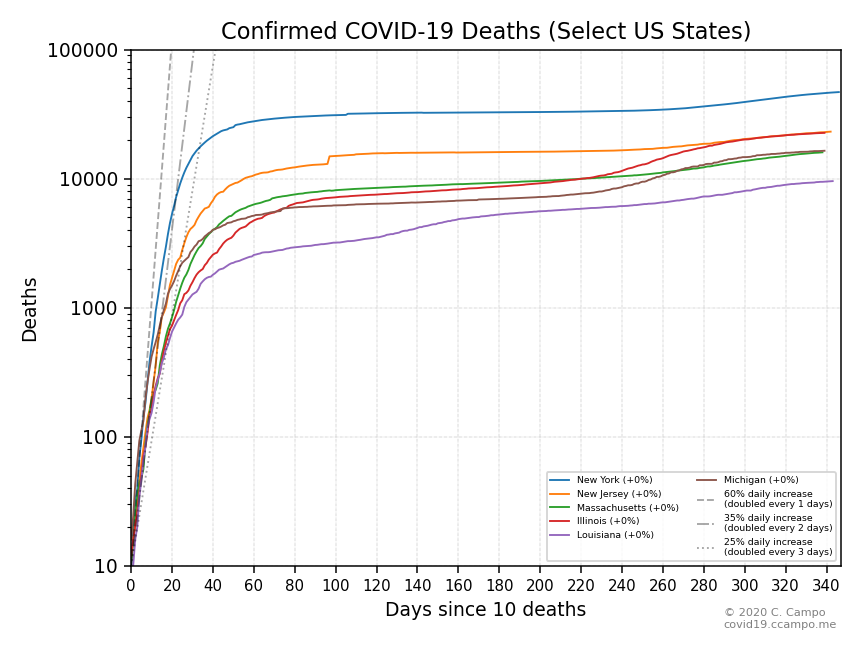 Confirmed COVID-19 Deaths (Select US States)
100000
10000
1000
100
10
Deaths
0 20 40 60 80 100 120 140 160 180 200 220 240 260 280 300 320 340
Days since 10 deaths
New York (+0%)
New Jersey (+0%)
Massachusetts (+0%)
Illinois (+0%)
Louisiana (+0%)
Michigan (+0%)
60% daily increase
(doubled every 1 days)
35% daily increase
(doubled every 2 days)
25% daily increase
(doubled every 3 days)
© 2020 C. Campo
covid19.ccampo.me